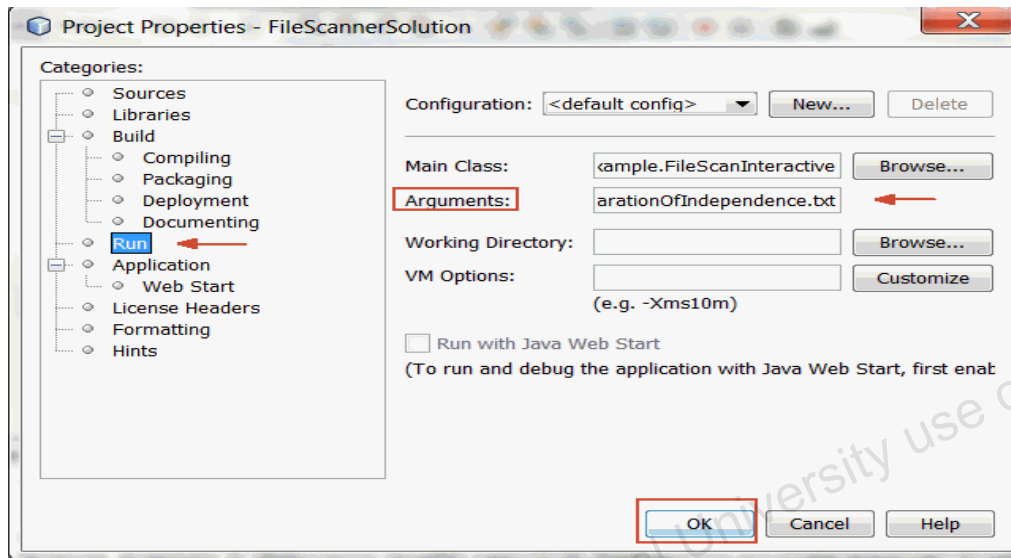 Project Properties - FileScannerSolution
Categories:
Sources
Libraries
Build
Compiling
Packaging
Deployment
Documenting
Run
Application
Web Start
License Headers
Formatting
Hints
Configuration: <default config> New... Delete
Main Class: xample.FileScanInteractive Browse...
Arguments: arationOfIndependence.txt
Working Directory: Browse...
VM Options: Customize
(e.g. -Xms10m)
Run with Java Web Start
(To run and debug the application with Java Web Start, first enab
OK Cancel Help
University use